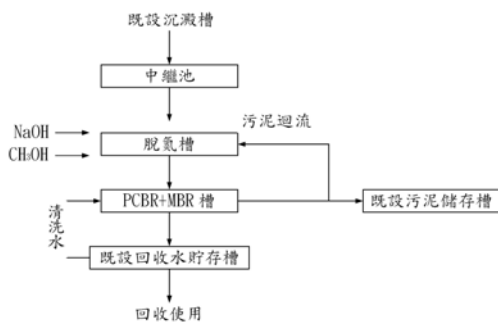 既設沉澱槽
中繼池
NaOH
CH₃OH
脫氮槽
污泥迴流
清洗水
PCBR+MBR 槽
既設污泥儲存槽
既設回收水貯存槽
回收使用